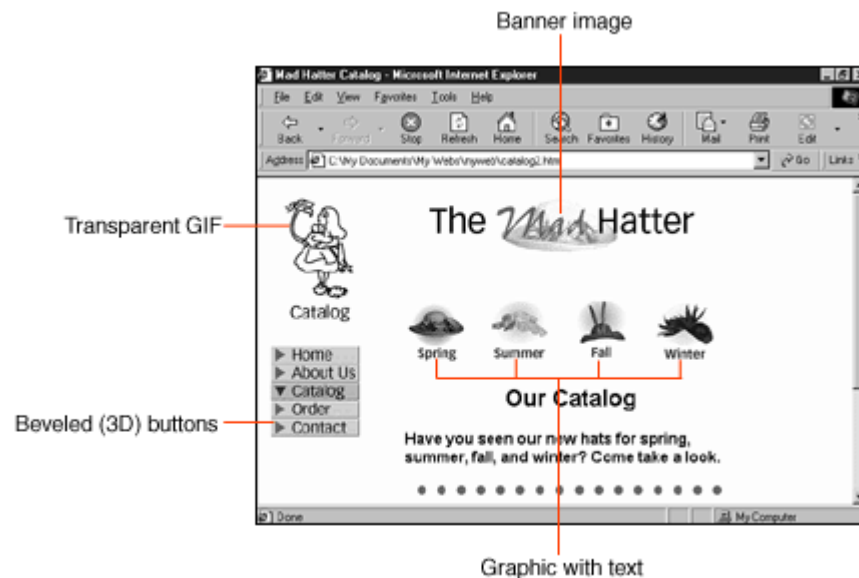 Banner image
Mad Hatter Catalog - Microsoft Internet Explorer
File Edit View Favorites Tools Help
Back Forward Stop Refresh Home Search Favorites History Mail Print Edit
Address C:\My Documents\My Webs\myweb\catalog2.htm Go Links
Transparent GIF
The Mad Hatter
Catalog
Spring Summer Fall Winter
Home
About Us
Catalog
Order
Contact
Beveled (3D) buttons
Our Catalog
Have you seen our new hats for spring,
summer, fall, and winter? Come take a look.
Done My Computer
Graphic with text